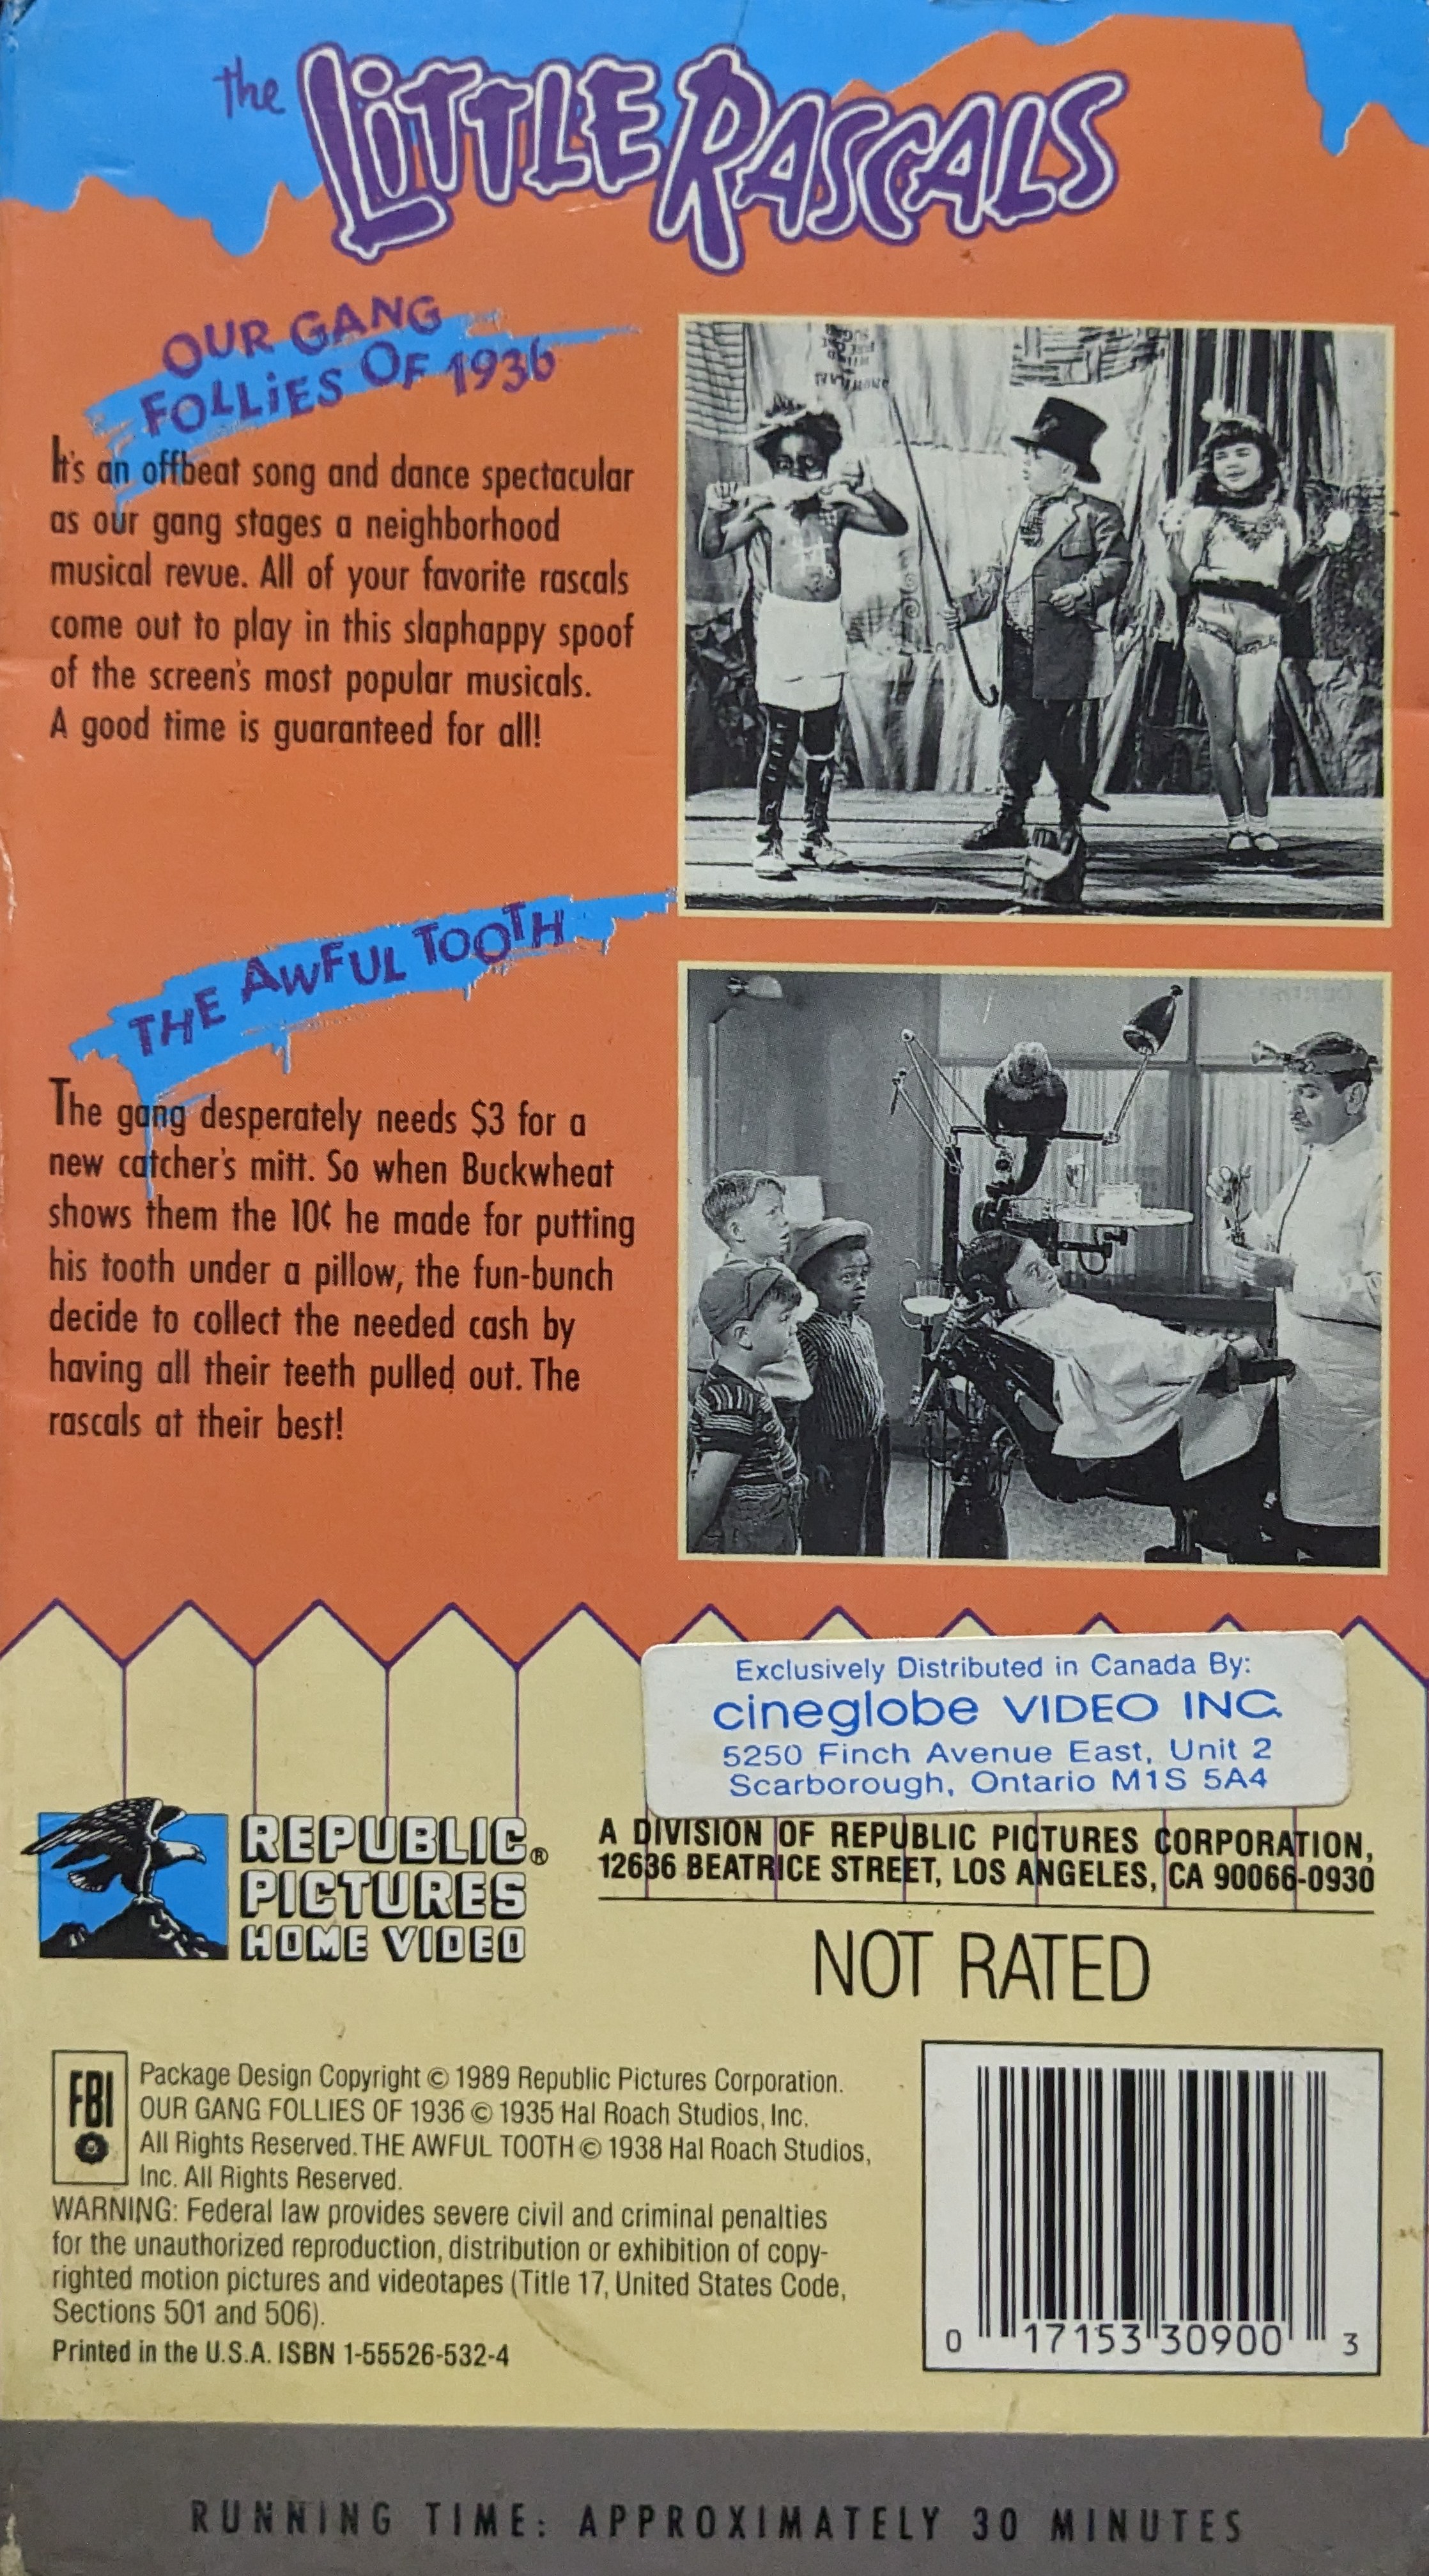 the LITTLE RASCALS
OUR GANG
FOLLIES OF 1936
It's an offbeat song and dance spectacular
as our gang stages a neighborhood
musical revue. All of your favorite rascals
come out to play in this slaphappy spoof
of the screen's most popular musicals.
A good time is guaranteed for all!
THE AWFUL TOOTH
The gang desperately needs $3 for a
new catcher's mitt. So when Buckwheat
shows them the 10¢ he made for putting
his tooth under a pillow, the fun-bunch
decide to collect the needed cash by
having all their teeth pulled out. The
rascals at their best!
Exclusively Distributed in Canada By:
cineglobe VIDEO INC.
5250 Finch Avenue East, Unit 2
Scarborough, Ontario M1S 5A4
REPUBLIC®
PICTURES
HOME VIDEO
A DIVISION OF REPUBLIC PICTURES CORPORATION,
12636 BEATRICE STREET, LOS ANGELES, CA 90066-0930
NOT RATED
FBI
Package Design Copyright © 1989 Republic Pictures Corporation.
OUR GANG FOLLIES OF 1936 © 1935 Hal Roach Studios, Inc.
All Rights Reserved. THE AWFUL TOOTH © 1938 Hal Roach Studios,
Inc. All Rights Reserved.
WARNING: Federal law provides severe civil and criminal penalties
for the unauthorized reproduction, distribution or exhibition of copy-
righted motion pictures and videotapes (Title 17, United States Code,
Sections 501 and 506).
Printed in the U.S.A. ISBN 1-55526-532-4
0 17153 30900 3
RUNNING TIME: APPROXIMATELY 30 MINUTES